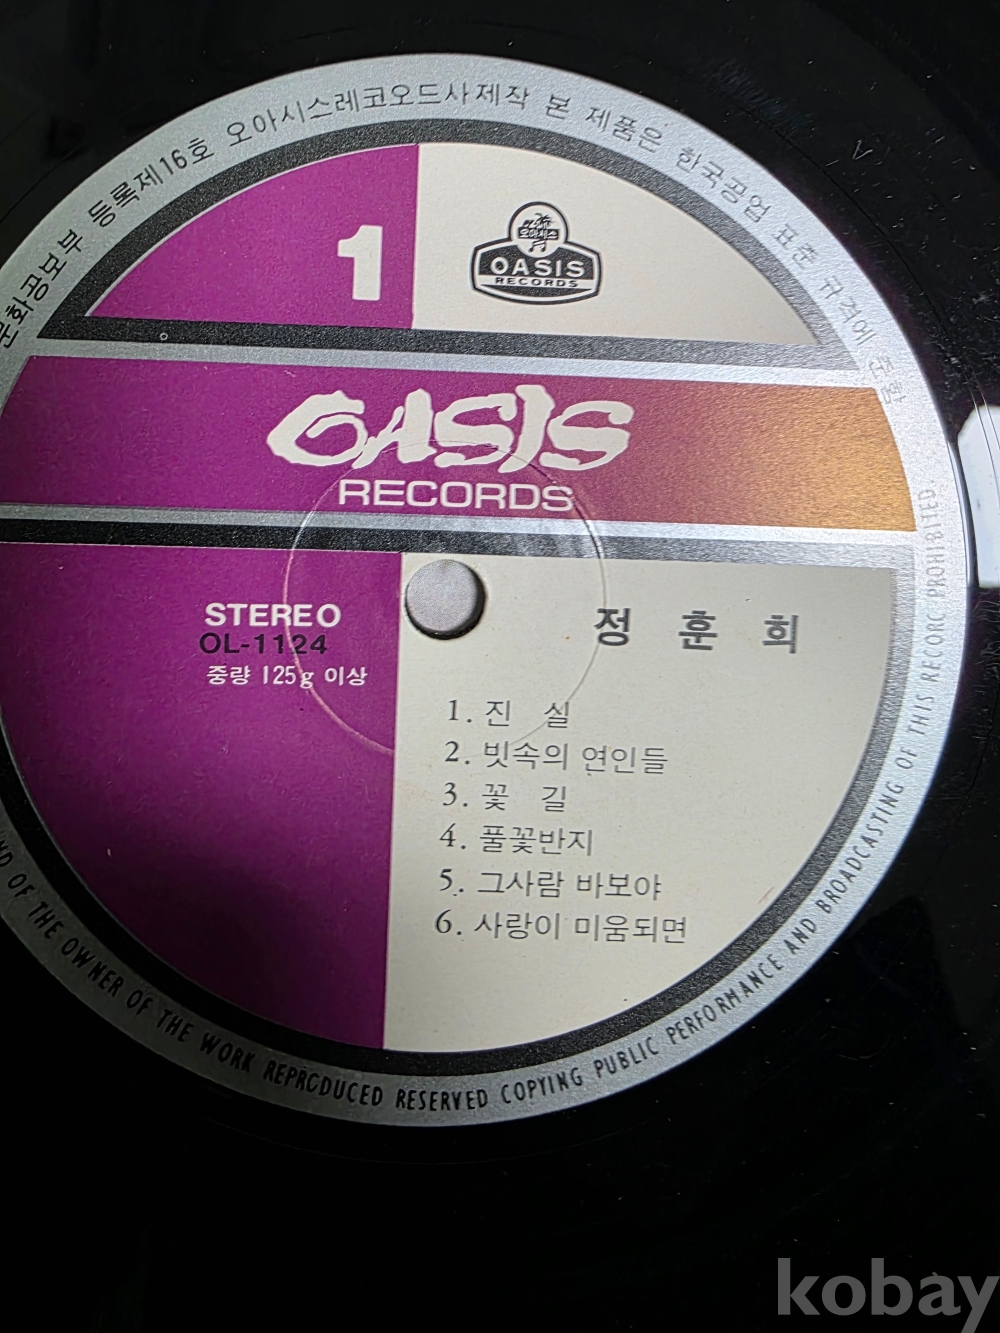 문화공보부 등록제16호 오아시스레코오드사제작 본 제품은 한국공업 표준 규격에 준함
1
오아시스
OASIS
RECORDS
OASIS
RECORDS
STEREO
OL-1124
중량 125g 이상
정 훈 희
1. 진 실
2. 빗속의 연인들
3. 꽃 길
4. 풀꽃반지
5. 그사람 바보야
6. 사랑이 미움되면
OF THE OWNER OF THE WORK REPRODUCED RESERVED COPYING PUBLIC PERFORMANCE AND BROADCASTING OF THIS RECORC PROHIBITED.
kobay